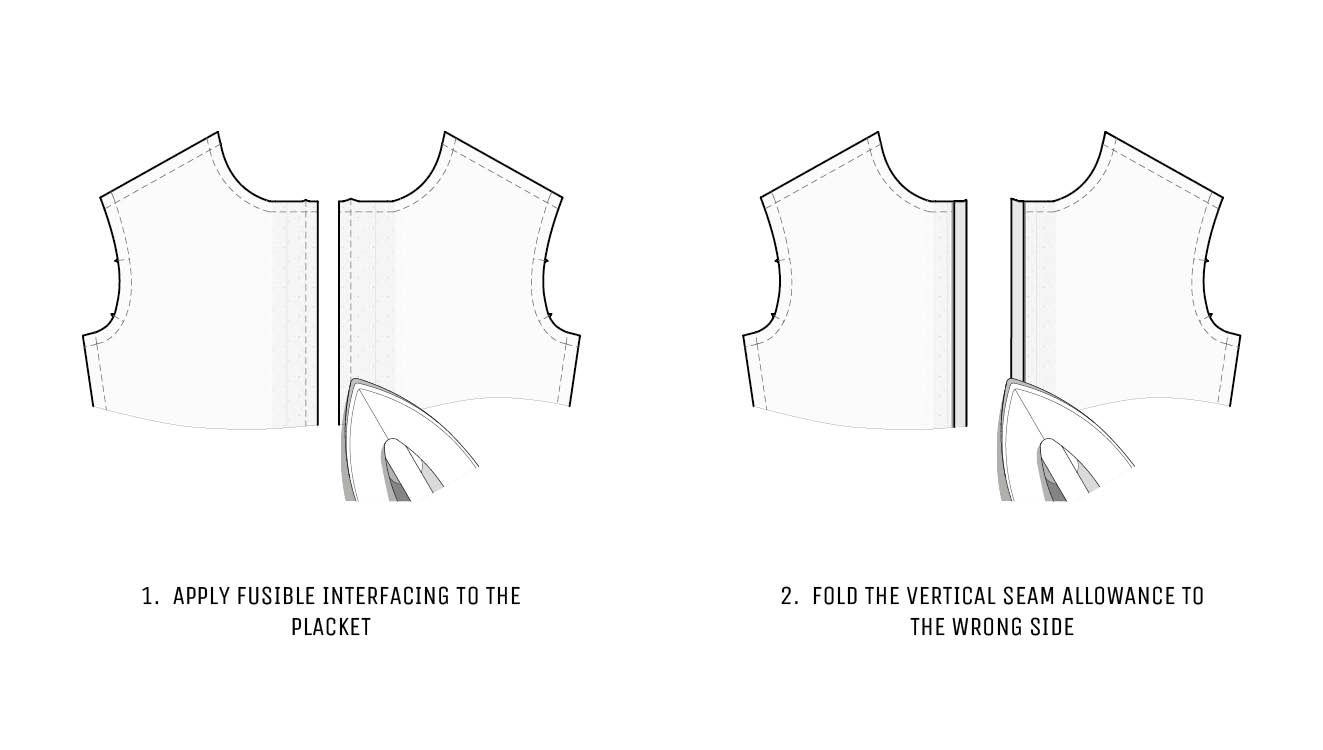 1. APPLY FUSIBLE INTERFACING TO THE
PLACKET
2. FOLD THE VERTICAL SEAM ALLOWANCE TO
THE WRONG SIDE